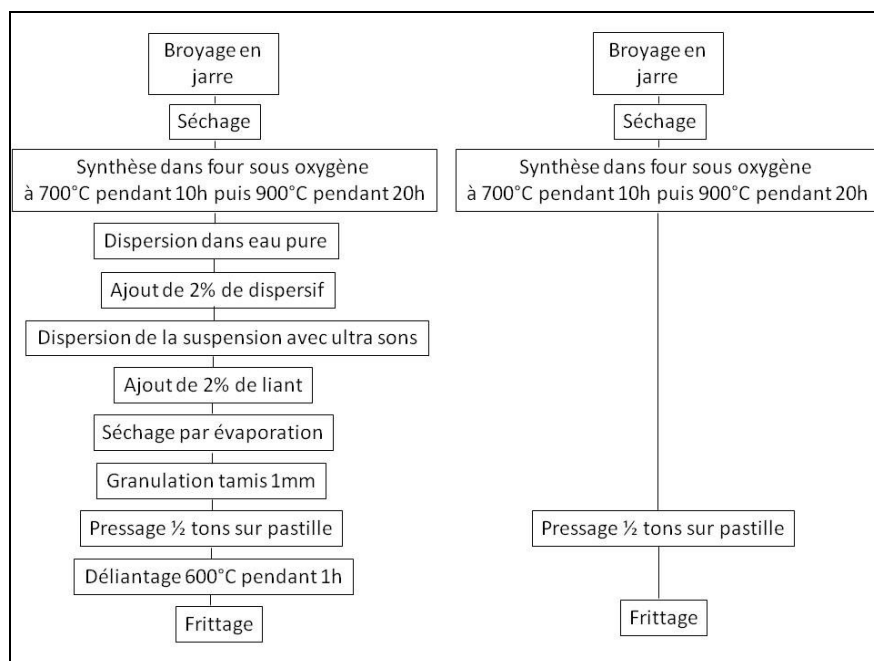 Broyage en
jarre
Séchage
Synthèse dans four sous oxygène
à 700°C pendant 10h puis 900°C pendant 20h
Dispersion dans eau pure
Ajout de 2% de dispersif
Dispersion de la suspension avec ultra sons
Ajout de 2% de liant
Séchage par évaporation
Granulation tamis 1mm
Pressage ½ tons sur pastille
Déliantage 600°C pendant 1h
Frittage
Broyage en
jarre
Séchage
Synthèse dans four sous oxygène
à 700°C pendant 10h puis 900°C pendant 20h
Pressage ½ tons sur pastille
Frittage